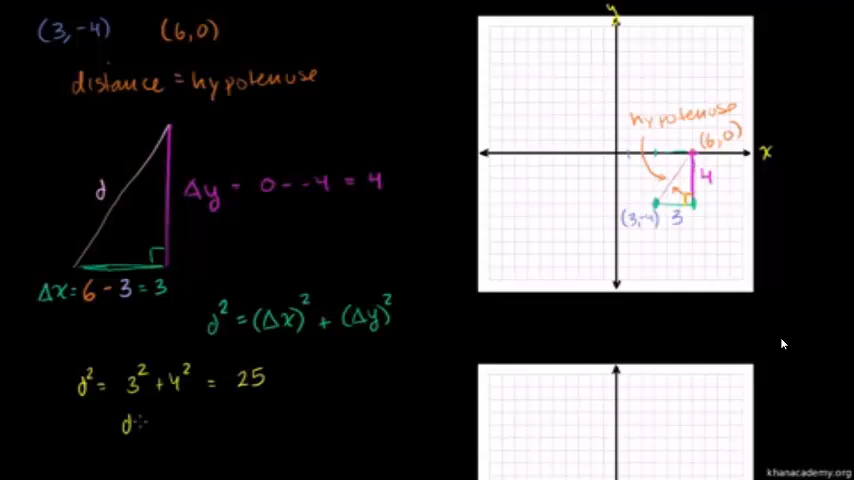 (3,-4) (6,0)
distance = hypotenuse
d
Δy = 0 - -4 = 4
Δx = 6 - 3 = 3
d² = (Δx)² + (Δy)²
d² = 3² + 4² = 25
d =
y
hypotenuse
(6,0)
x
4
(3,-4) 3
khanacademy.org